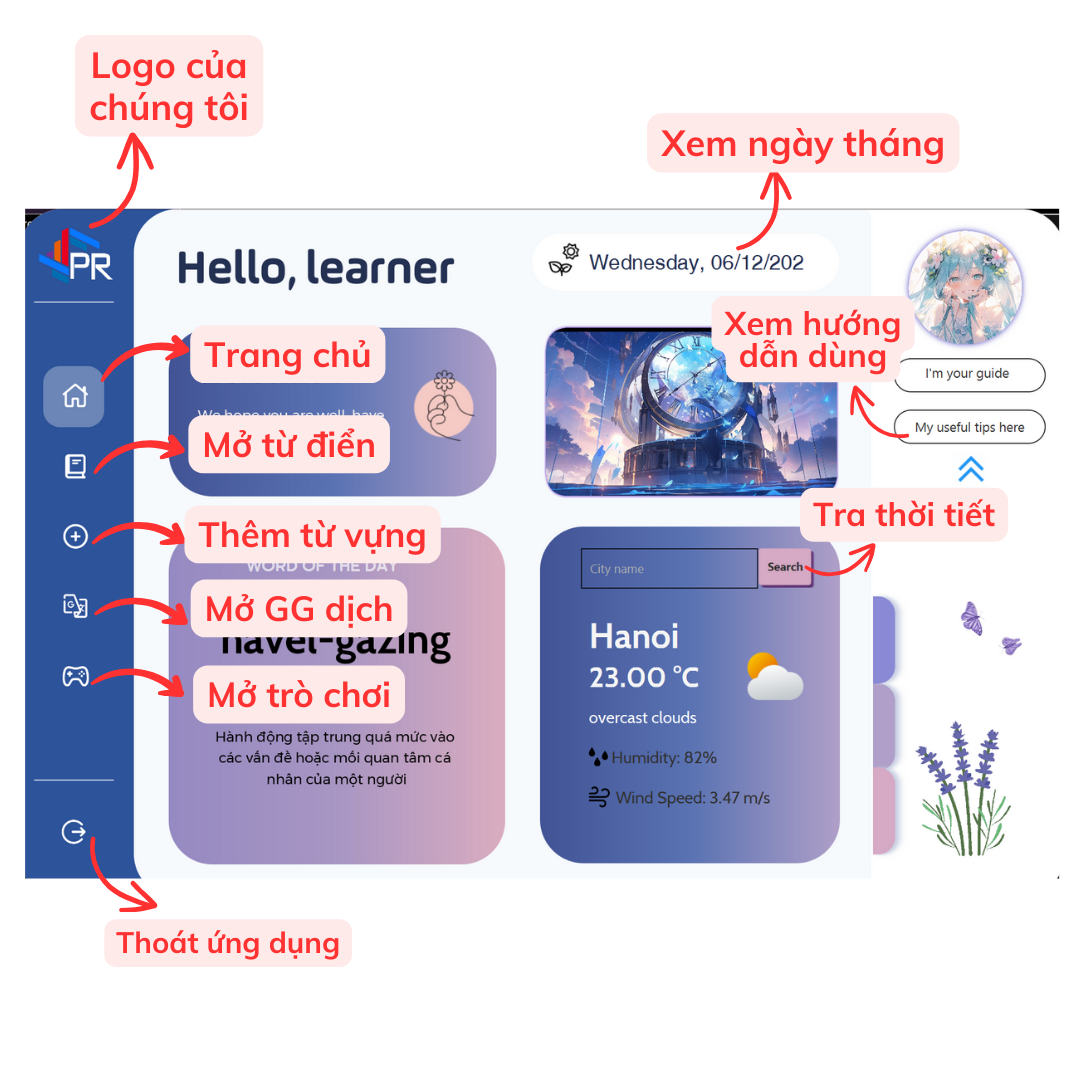 Logo của
chúng tôi
Xem ngày tháng
PR
Hello, learner
Wednesday, 06/12/202
Trang chủ
We hope you are well, have
Mở từ điển
Xem hướng
dẫn dùng
I'm your guide
My useful tips here
Thêm từ vựng
WORD OF THE DAY
Mở GG dịch
navel-gazing
Mở trò chơi
Hành động tập trung quá mức vào
các vấn đề hoặc mối quan tâm cá
nhân của một người
Tra thời tiết
City name
Search
Hanoi
23.00 °C
overcast clouds
Humidity: 82%
Wind Speed: 3.47 m/s
Thoát ứng dụng